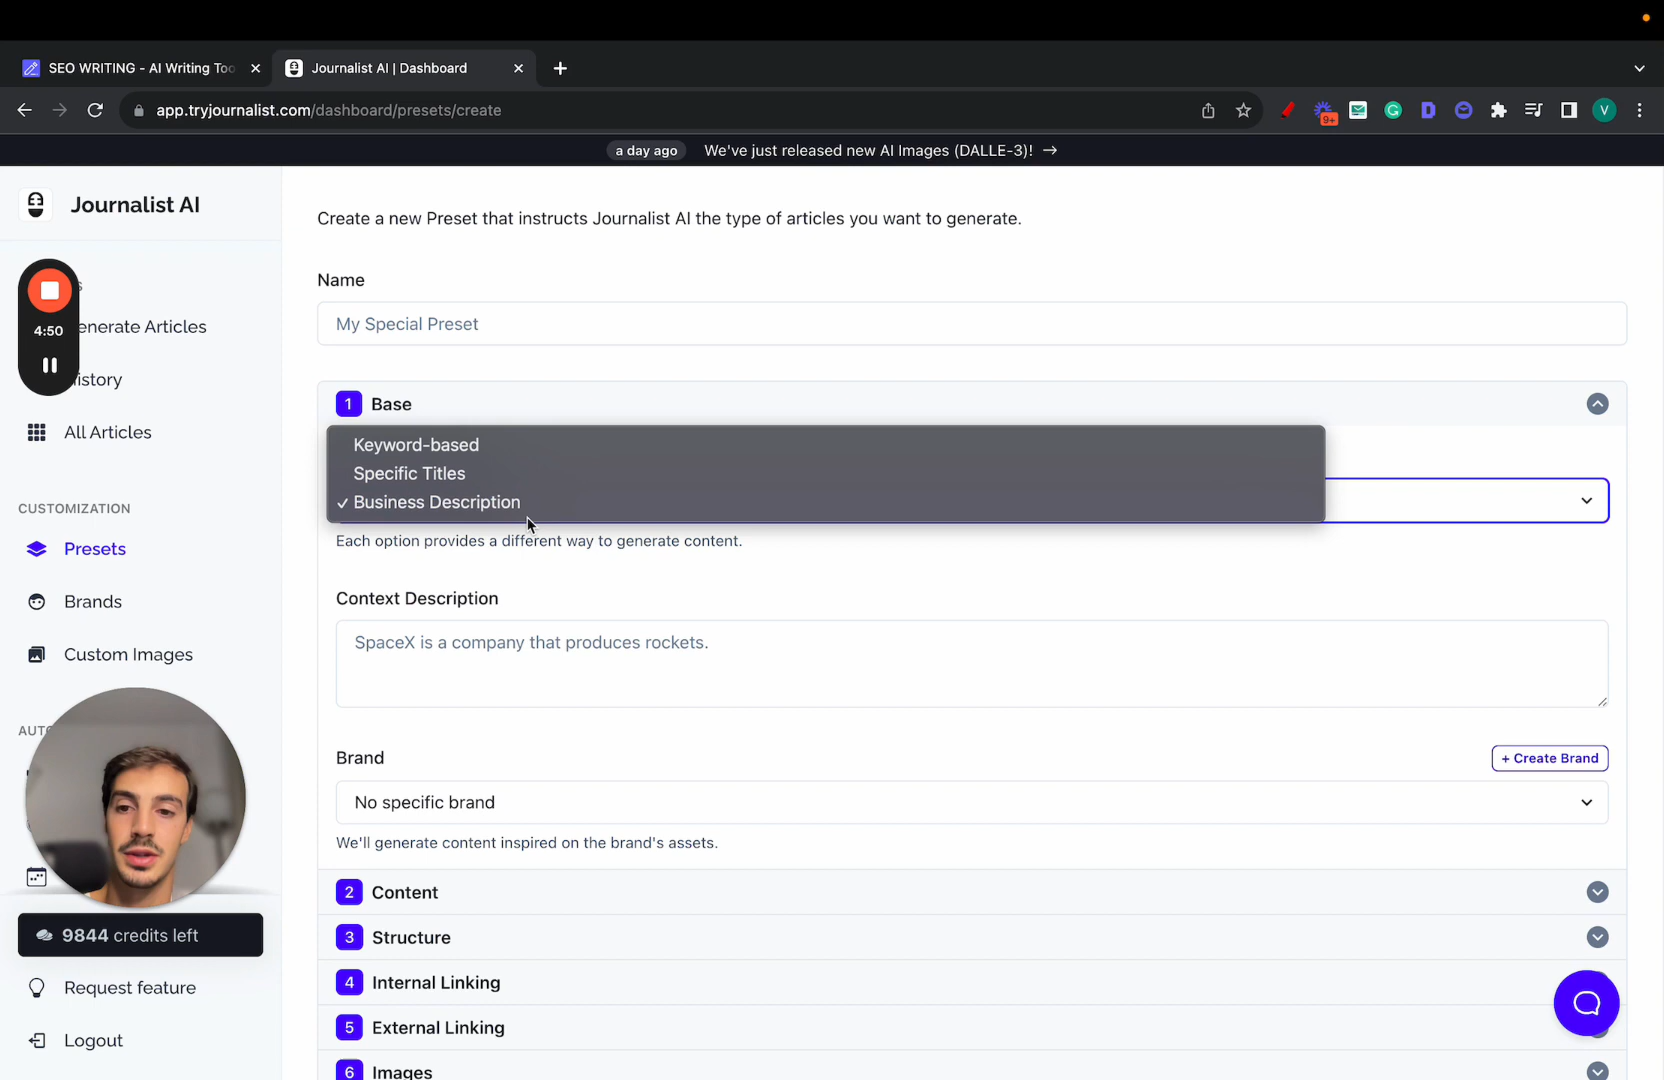 SEO WRITING - AI Writing Too
Journalist AI | Dashboard
app.tryjournalist.com/dashboard/presets/create
9+
V
a day ago We've just released new AI Images (DALLE-3)! →
Journalist AI
4:50
enerate Articles
istory
All Articles
CUSTOMIZATION
Presets
Brands
Custom Images
AUTO
9844 credits left
Request feature
Logout
Create a new Preset that instructs Journalist AI the type of articles you want to generate.
Name
My Special Preset
1 Base
Keyword-based
Specific Titles
✓ Business Description
Each option provides a different way to generate content.
Context Description
SpaceX is a company that produces rockets.
Brand
+ Create Brand
No specific brand
We'll generate content inspired on the brand's assets.
2 Content
3 Structure
4 Internal Linking
5 External Linking
6 Images